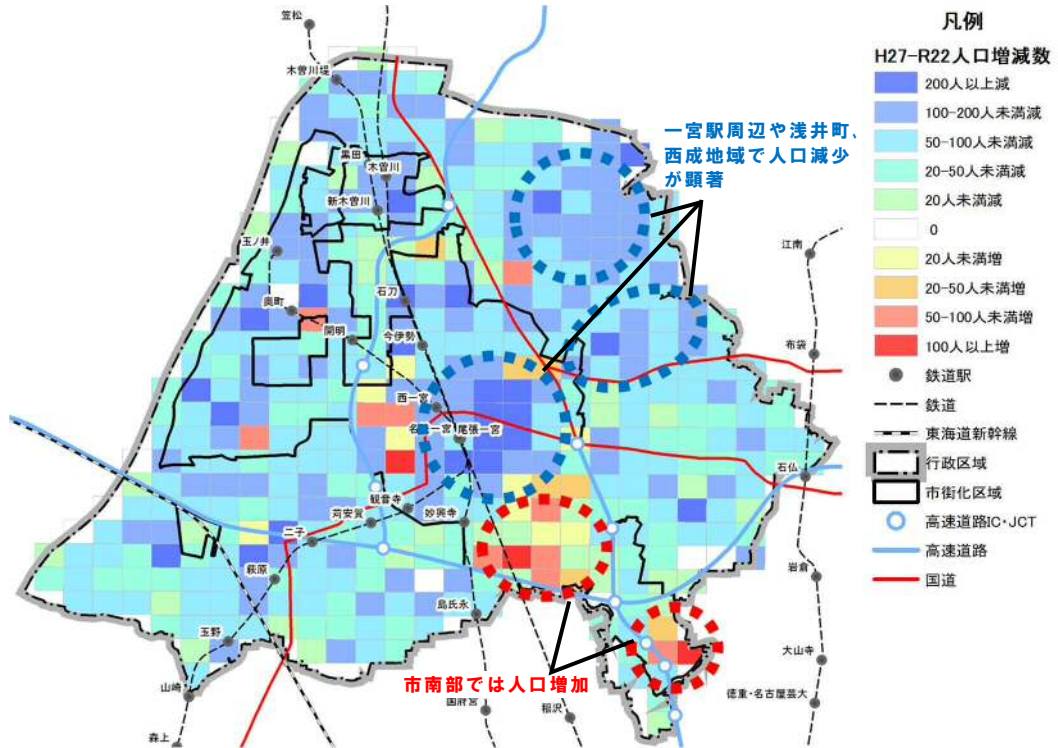 凡例
H27-R22人口増減数
200人以上減
100-200人未満減
50-100人未満減
20-50人未満減
20人未満減
0
20人未満増
20-50人未満増
50-100人未満増
100人以上増
鉄道駅
鉄道
東海道新幹線
行政区域
市街化区域
高速道路IC・JCT
高速道路
国道
一宮駅周辺や浅井町、
西成地域で人口減少
が顕著
市南部では人口増加
笠松
木曽川堤
黒田
木曽川
新木曽川
玉ノ井
奥町
開明
石刀
今伊勢
西一宮
尾張一宮
観音寺
苅安賀
妙興寺
二子
萩原
玉野
山崎
森上
島氏永
国府宮
稲沢
江南
布袋
石仏
岩倉
大山寺
徳重・名古屋芸大